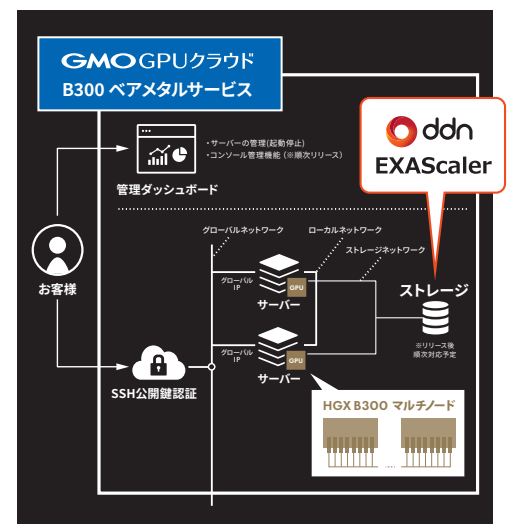 GMO GPUクラウド
B300 ベアメタルサービス
・サーバーの管理(起動停止)
・コンソール管理機能(※順次リリース)
管理ダッシュボード
ddn
EXAScaler
グローバルネットワーク
ローカルネットワーク
ストレージネットワーク
お客様
グローバル
IP
GPU
サーバー
ストレージ
※リリース後
順次対応予定
グローバル
IP
GPU
サーバー
SSH公開鍵認証
HGX B300 マルチノード